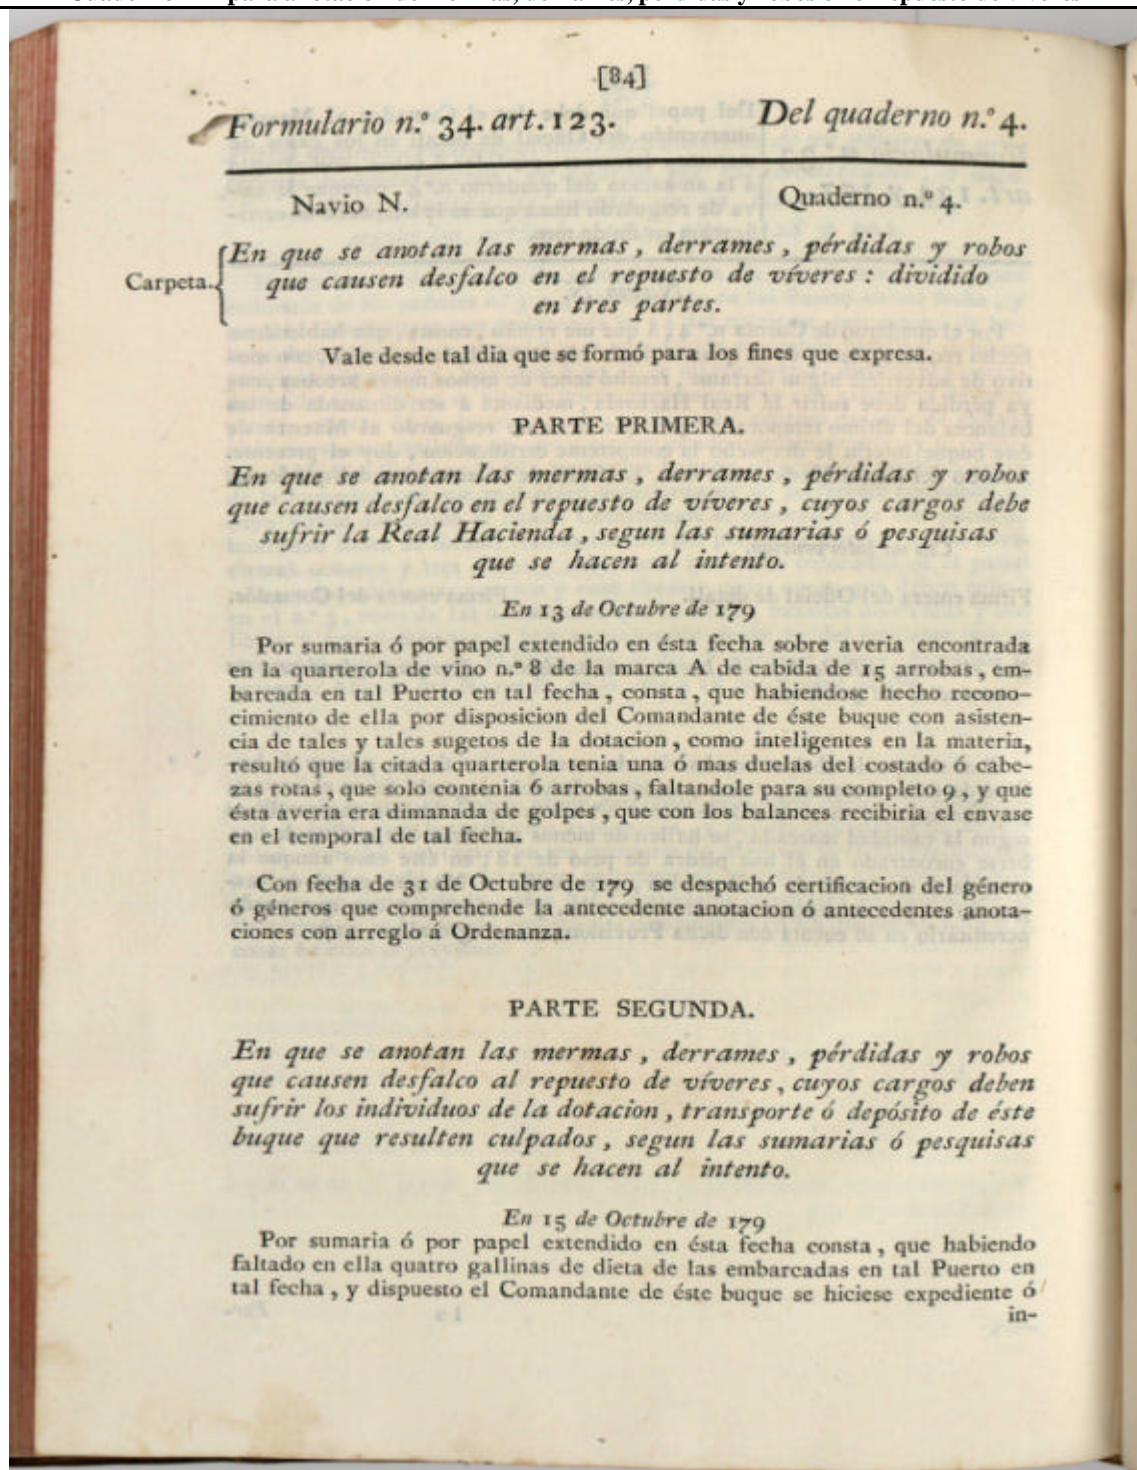 [84]
Formulario n.º 34. art. 123. Del quaderno n.º 4.
Navio N. Quaderno n.º 4.
En que se anotan las mermas, derrames, pérdidas y robos
Carpeta. que causen desfalco en el repuesto de víveres: dividido
en tres partes.
Vale desde tal dia que se formó para los fines que expresa.
PARTE PRIMERA.
En que se anotan las mermas, derrames, pérdidas y robos
que causen desfalco en el repuesto de víveres, cuyos cargos debe
sufrir la Real Hacienda, segun las sumarias ó pesquisas
que se hacen al intento.
En 13 de Octubre de 179
Por sumaria ó por papel extendido en ésta fecha sobre averia encontrada
en la quarterola de vino n.º 8 de la marca A de cabida de 15 arrobas, em-
barcada en tal Puerto en tal fecha, consta, que habiendose hecho recono-
cimiento de ella por disposicion del Comandante de éste buque con asisten-
cia de tales y tales sugetos de la dotacion, como inteligentes en la materia,
resultó que la citada quarterola tenia una ó mas duelas del costado ó cabe-
zas rotas, que solo contenia 6 arrobas, faltandole para su completo 9, y que
ésta averia era dimanada de golpes, que con los balances recibiria el envase
en el temporal de tal fecha.
Con fecha de 31 de Octubre de 179 se despachó certificacion del género
ó géneros que comprehende la antecedente anotacion ó antecedentes anota-
ciones con arreglo á Ordenanza.
PARTE SEGUNDA.
En que se anotan las mermas, derrames, pérdidas y robos
que causen desfalco al repuesto de víveres, cuyos cargos deben
sufrir los individuos de la dotacion, transporte ó depósito de éste
buque que resulten culpados, segun las sumarias ó pesquisas
que se hacen al intento.
En 15 de Octubre de 179
Por sumaria ó por papel extendido en ésta fecha consta, que habiendo
faltado en ella quatro gallinas de dieta de las embarcadas en tal Puerto en
tal fecha, y dispuesto el Comandante de éste buque se hiciese expediente ó
in-